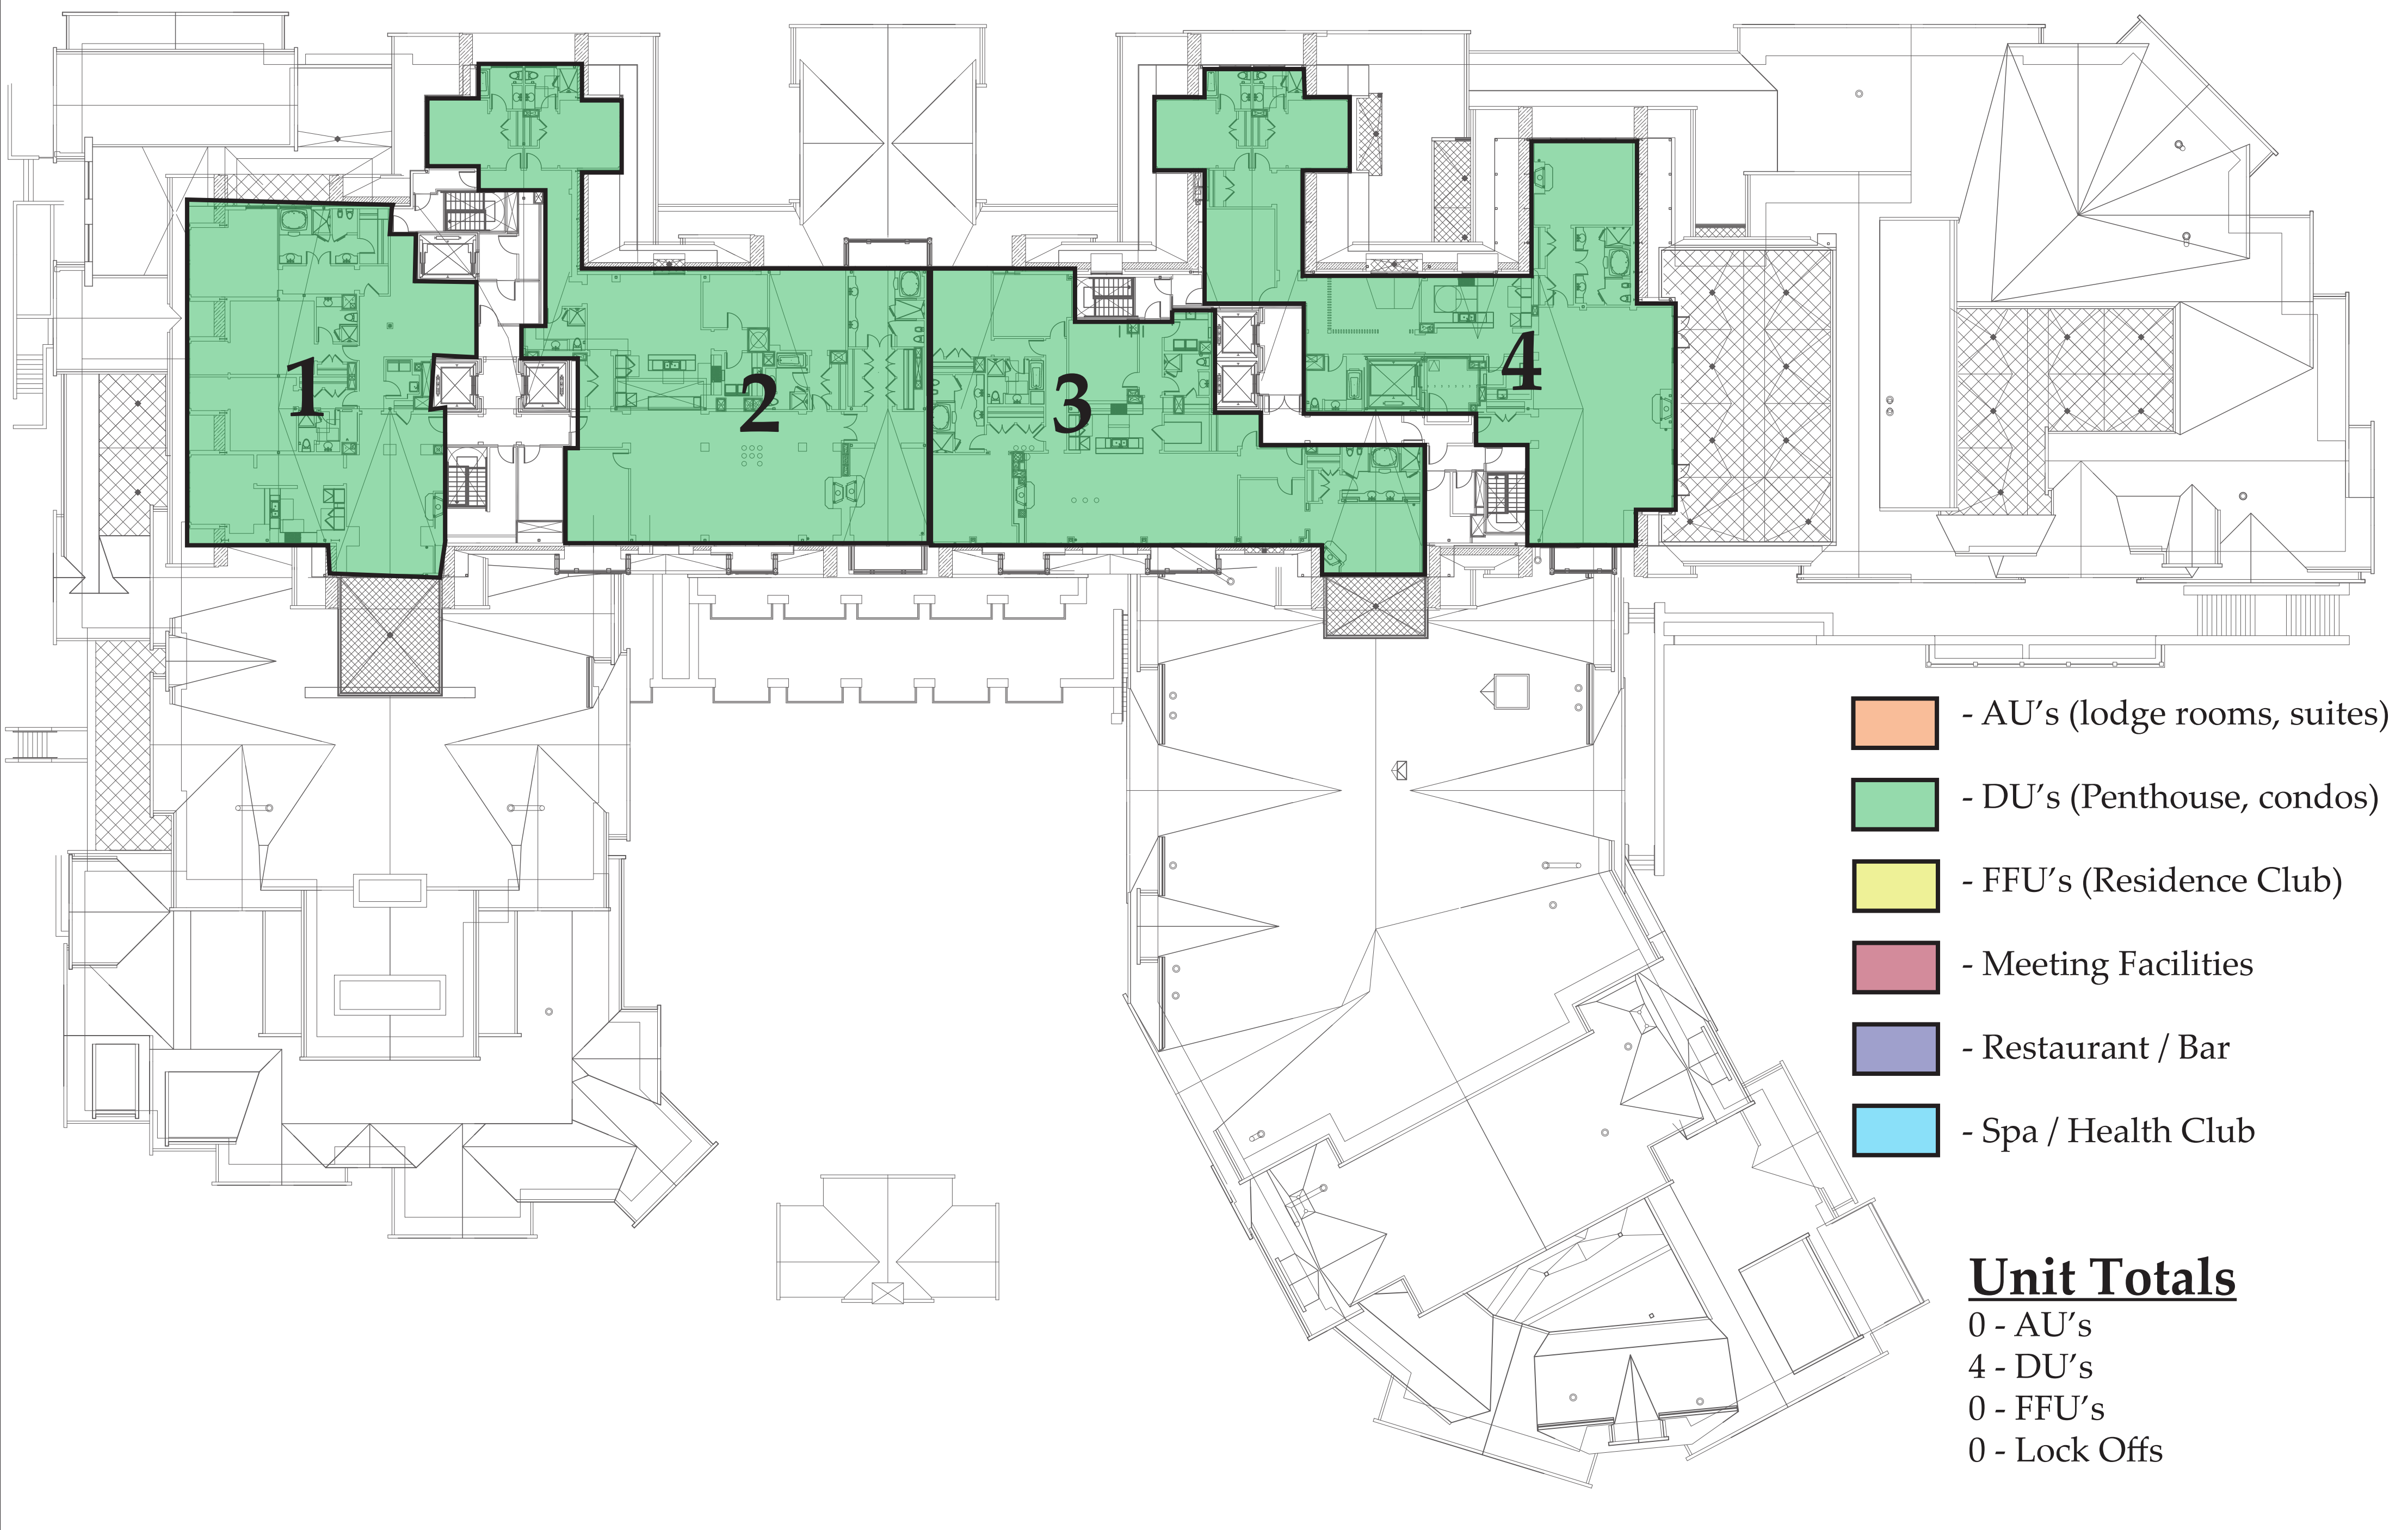 1
2
3
4
- AU's (lodge rooms, suites)
- DU's (Penthouse, condos)
- FFU's (Residence Club)
- Meeting Facilities
- Restaurant / Bar
- Spa / Health Club
Unit Totals
0 - AU's
4 - DU's
0 - FFU's
0 - Lock Offs